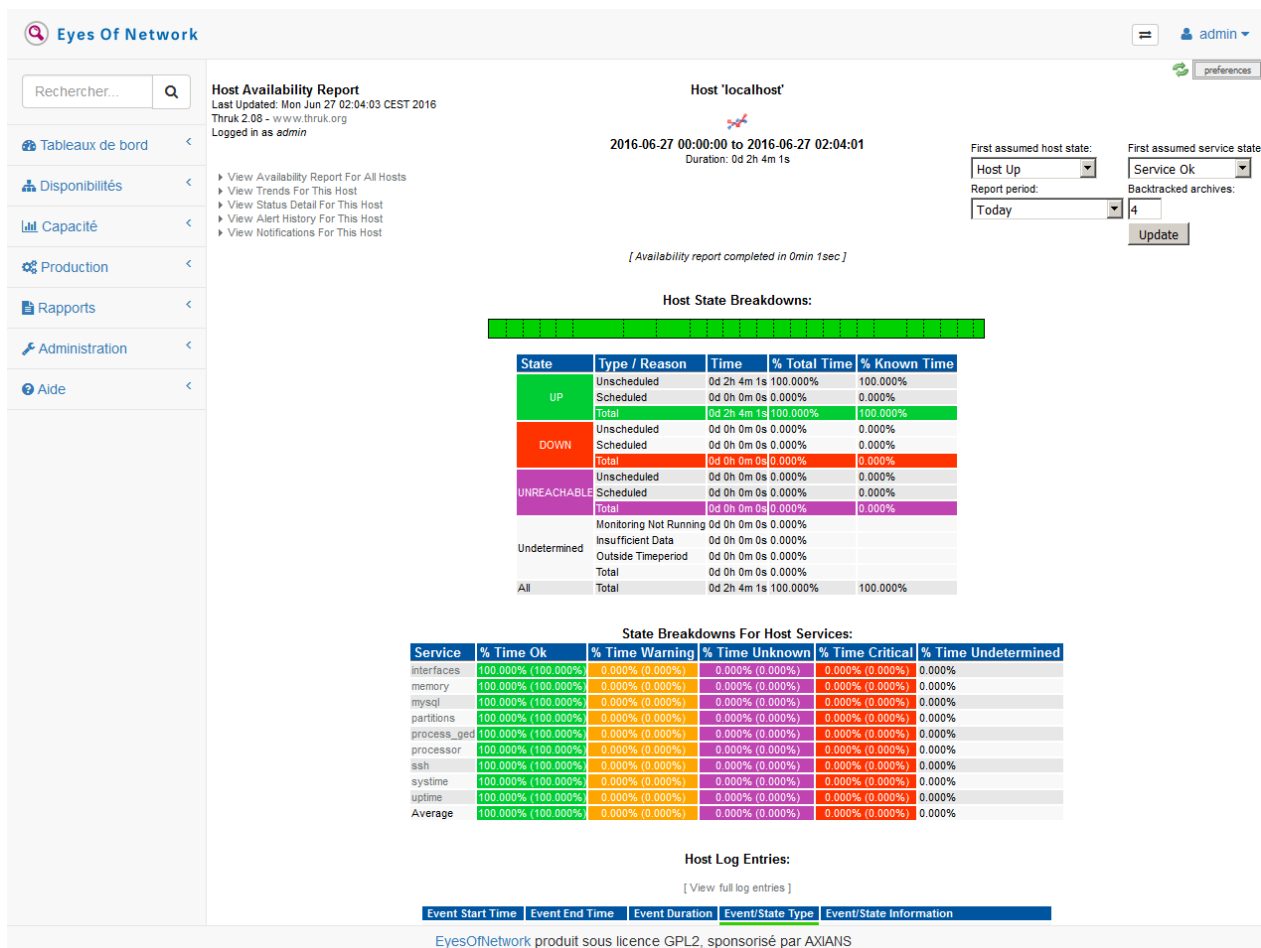 Eyes Of Network
admin
Rechercher...
Tableaux de bord
Disponibilités
Capacité
Production
Rapports
Administration
Aide
preferences
Host Availability Report
Last Updated: Mon Jun 27 02:04:03 CEST 2016
Thruk 2.08 - www.thruk.org
Logged in as admin
View Availability Report For All Hosts
View Trends For This Host
View Status Detail For This Host
View Alert History For This Host
View Notifications For This Host
Host 'localhost'
2016-06-27 00:00:00 to 2016-06-27 02:04:01
Duration: 0d 2h 4m 1s
First assumed host state: First assumed service state
Host Up Service Ok
Report period: Backtracked archives:
Today 4
Update
[ Availability report completed in 0min 1sec ]
Host State Breakdowns:
State Type / Reason Time % Total Time % Known Time
UP
Unscheduled 0d 2h 4m 1s 100.000% 100.000%
Scheduled 0d 0h 0m 0s 0.000% 0.000%
Total 0d 2h 4m 1s 100.000% 100.000%
DOWN
Unscheduled 0d 0h 0m 0s 0.000% 0.000%
Scheduled 0d 0h 0m 0s 0.000% 0.000%
Total 0d 0h 0m 0s 0.000% 0.000%
UNREACHABLE
Unscheduled 0d 0h 0m 0s 0.000% 0.000%
Scheduled 0d 0h 0m 0s 0.000% 0.000%
Total 0d 0h 0m 0s 0.000% 0.000%
Undetermined
Monitoring Not Running 0d 0h 0m 0s 0.000%
Insufficient Data 0d 0h 0m 0s 0.000%
Outside Timeperiod 0d 0h 0m 0s 0.000%
Total 0d 0h 0m 0s 0.000%
All Total 0d 2h 4m 1s 100.000% 100.000%
State Breakdowns For Host Services:
Service % Time Ok % Time Warning % Time Unknown % Time Critical % Time Undetermined
interfaces 100.000% (100.000%) 0.000% (0.000%) 0.000% (0.000%) 0.000% (0.000%) 0.000%
memory 100.000% (100.000%) 0.000% (0.000%) 0.000% (0.000%) 0.000% (0.000%) 0.000%
mysql 100.000% (100.000%) 0.000% (0.000%) 0.000% (0.000%) 0.000% (0.000%) 0.000%
partitions 100.000% (100.000%) 0.000% (0.000%) 0.000% (0.000%) 0.000% (0.000%) 0.000%
process_ged 100.000% (100.000%) 0.000% (0.000%) 0.000% (0.000%) 0.000% (0.000%) 0.000%
processor 100.000% (100.000%) 0.000% (0.000%) 0.000% (0.000%) 0.000% (0.000%) 0.000%
ssh 100.000% (100.000%) 0.000% (0.000%) 0.000% (0.000%) 0.000% (0.000%) 0.000%
systime 100.000% (100.000%) 0.000% (0.000%) 0.000% (0.000%) 0.000% (0.000%) 0.000%
uptime 100.000% (100.000%) 0.000% (0.000%) 0.000% (0.000%) 0.000% (0.000%) 0.000%
Average 100.000% (100.000%) 0.000% (0.000%) 0.000% (0.000%) 0.000% (0.000%) 0.000%
Host Log Entries:
[ View full log entries ]
Event Start Time Event End Time Event Duration Event/State Type Event/State Information
EyesOfNetwork produit sous licence GPL2, sponsorisé par AXIANS